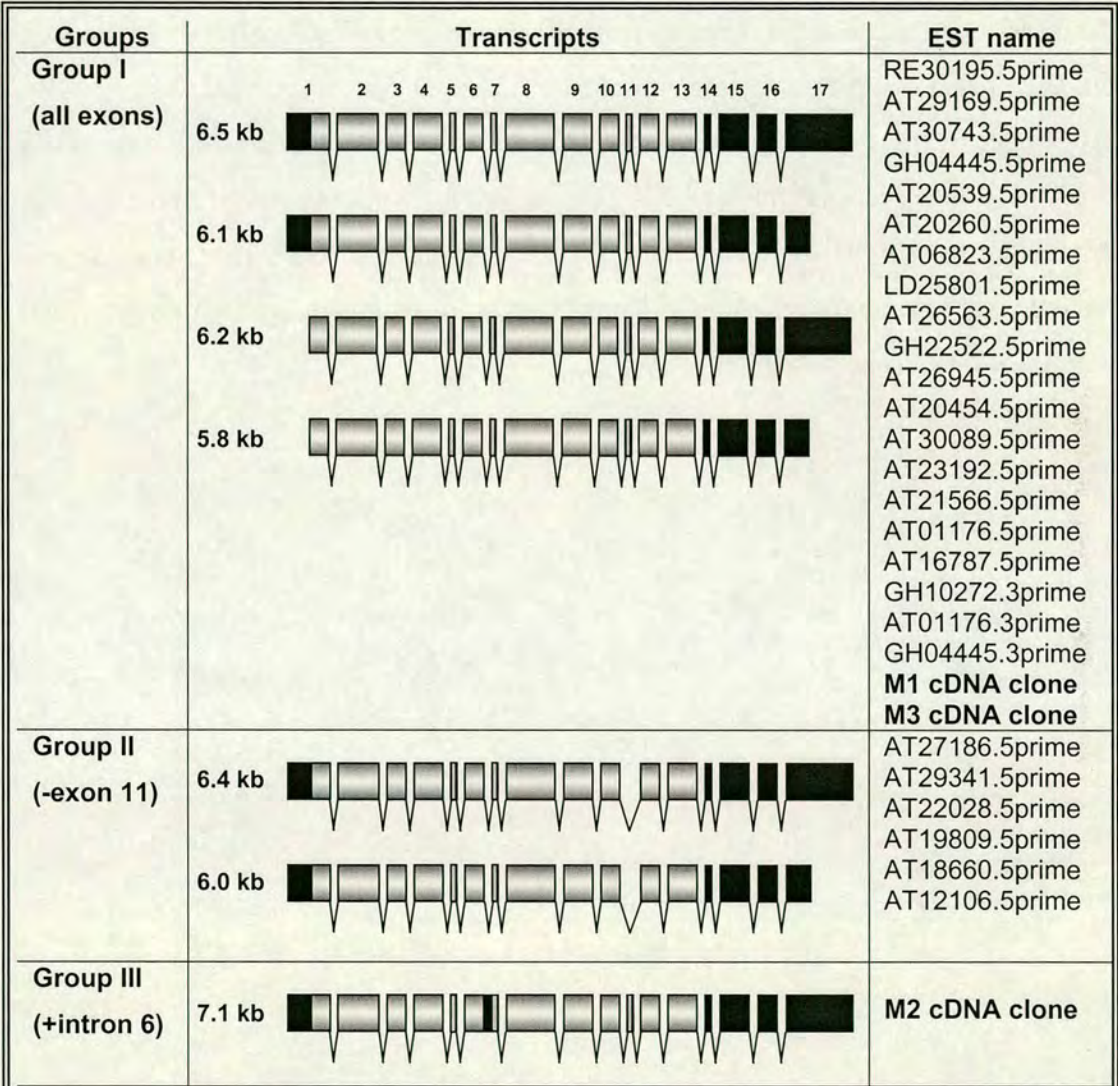 Groups Transcripts EST name
Group I
(all exons)
1 2 3 4 5 6 7 8 9 10 11 12 13 14 15 16 17
6.5 kb
6.1 kb
6.2 kb
5.8 kb
RE30195.5prime
AT29169.5prime
AT30743.5prime
GH04445.5prime
AT20539.5prime
AT20260.5prime
AT06823.5prime
LD25801.5prime
AT26563.5prime
GH22522.5prime
AT26945.5prime
AT20454.5prime
AT30089.5prime
AT23192.5prime
AT21566.5prime
AT01176.5prime
AT16787.5prime
GH10272.3prime
AT01176.3prime
GH04445.3prime
M1 cDNA clone
M3 cDNA clone
Group II
(-exon 11)
6.4 kb
6.0 kb
AT27186.5prime
AT29341.5prime
AT22028.5prime
AT19809.5prime
AT18660.5prime
AT12106.5prime
Group III
(+intron 6)
7.1 kb
M2 cDNA clone